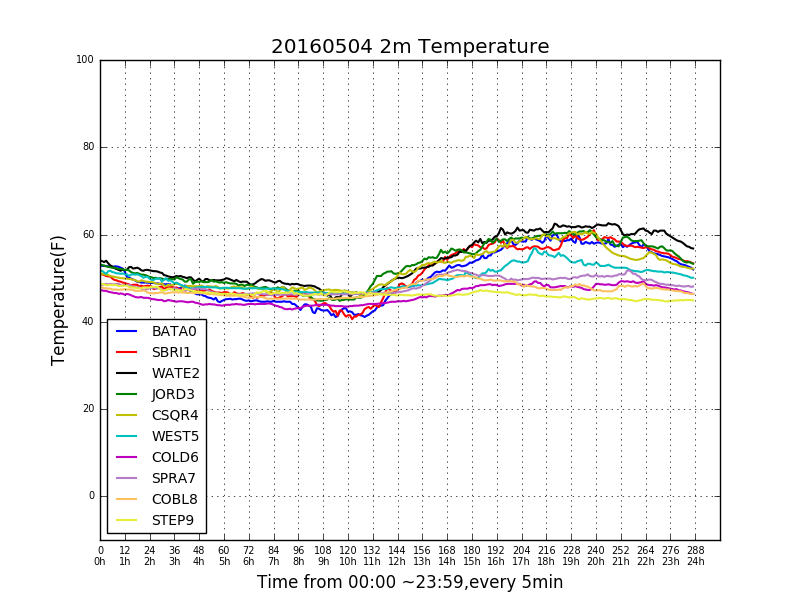 20160504 2m Temperature
100
80
60
40
20
0
Temperature(F)
BATA0
SBRI1
WATE2
JORD3
CSQR4
WEST5
COLD6
SPRA7
COBL8
STEP9
0 12 24 36 48 60 72 84 96 108 120 132 144 156 168 180 192 204 216 228 240 252 264 276 288
0h 1h 2h 3h 4h 5h 6h 7h 8h 9h 10h 11h 12h 13h 14h 15h 16h 17h 18h 19h 20h 21h 22h 23h 24h
Time from 00:00 ~23:59,every 5min